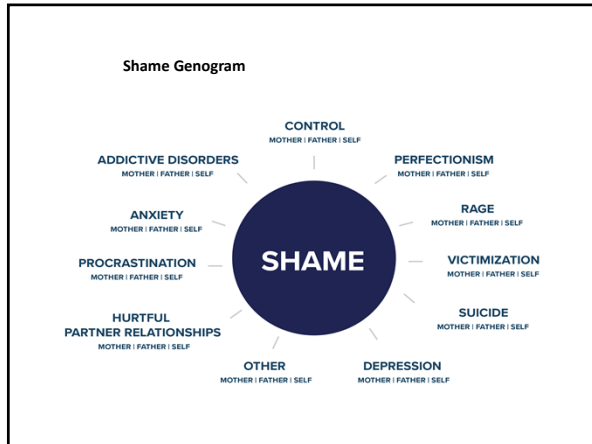 Shame Genogram
CONTROL
MOTHER | FATHER | SELF
PERFECTIONISM
MOTHER | FATHER | SELF
RAGE
MOTHER | FATHER | SELF
VICTIMIZATION
MOTHER | FATHER | SELF
SUICIDE
MOTHER | FATHER | SELF
DEPRESSION
MOTHER | FATHER | SELF
OTHER
MOTHER | FATHER | SELF
HURTFUL
PARTNER RELATIONSHIPS
MOTHER | FATHER | SELF
PROCRASTINATION
MOTHER | FATHER | SELF
ANXIETY
MOTHER | FATHER | SELF
ADDICTIVE DISORDERS
MOTHER | FATHER | SELF
SHAME